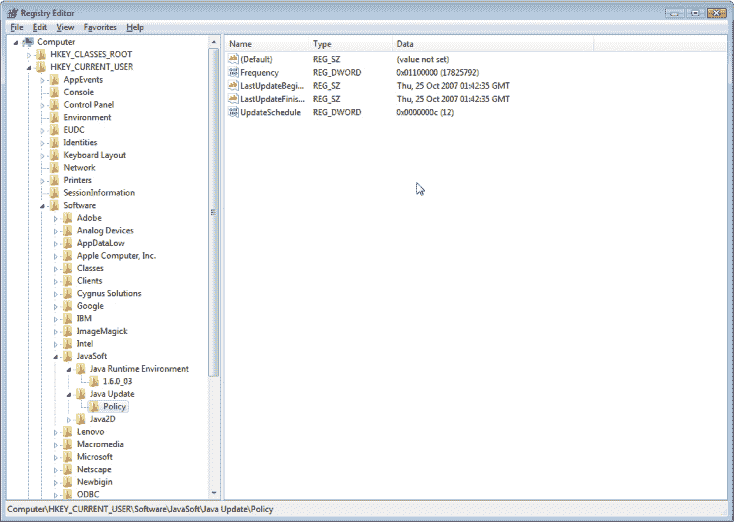 Registry Editor
File Edit View Favorites Help
Computer
HKEY_CLASSES_ROOT
HKEY_CURRENT_USER
AppEvents
Console
Control Panel
Environment
EUDC
Identities
Keyboard Layout
Network
Printers
SessionInformation
Software
Adobe
Analog Devices
AppDataLow
Apple Computer, Inc.
Classes
Clients
Cygnus Solutions
Google
IBM
ImageMagick
Intel
JavaSoft
Java Runtime Environment
1.6.0_03
Java Update
Policy
Java2D
Lenovo
Macromedia
Microsoft
Netscape
Newbigin
ODBC
Name Type Data
(Default) REG_SZ (value not set)
Frequency REG_DWORD 0x01100000 (17825792)
LastUpdateBegi... REG_SZ Thu, 25 Oct 2007 01:42:35 GMT
LastUpdateFinis... REG_SZ Thu, 25 Oct 2007 01:42:35 GMT
UpdateSchedule REG_DWORD 0x0000000c (12)
Computer\HKEY_CURRENT_USER\Software\JavaSoft\Java Update\Policy